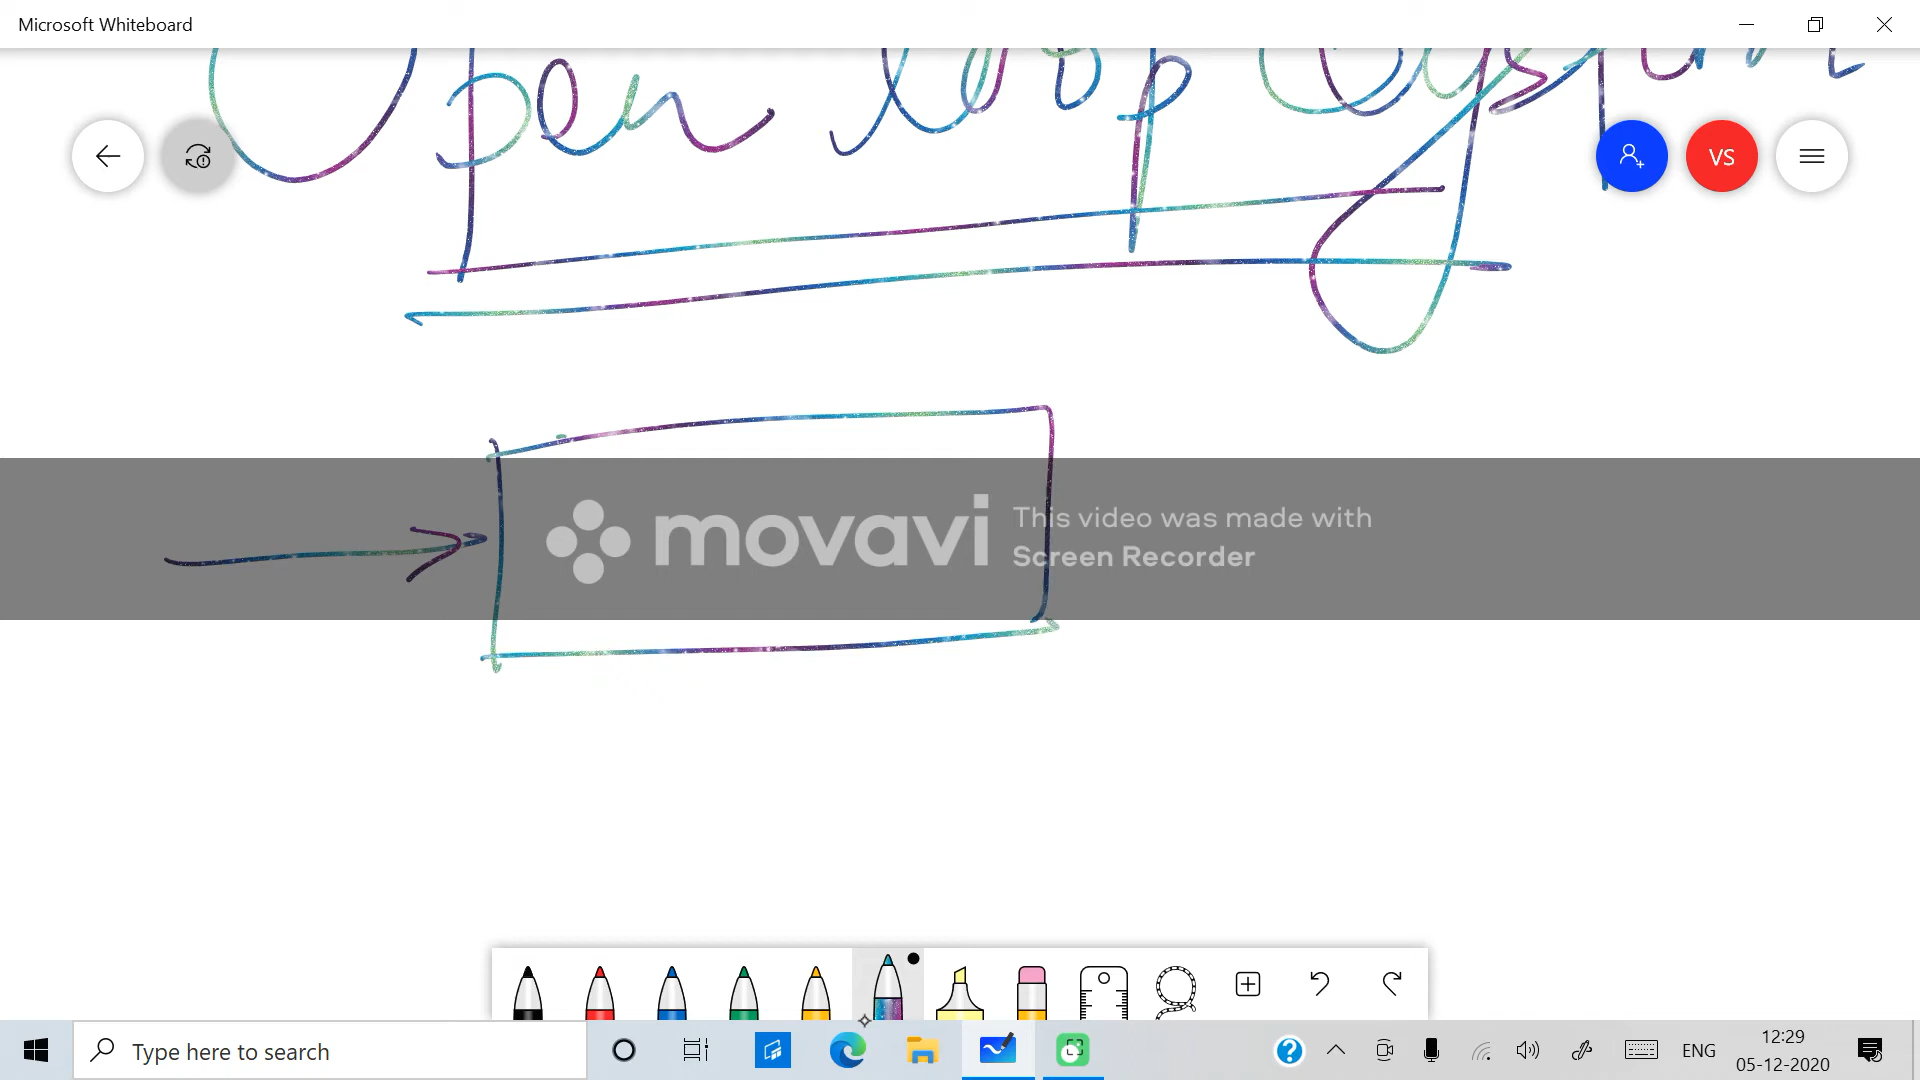 Microsoft Whiteboard
Open loop System
VS
movavi
This video was made with
Screen Recorder
Type here to search
ENG
12:29
05-12-2020